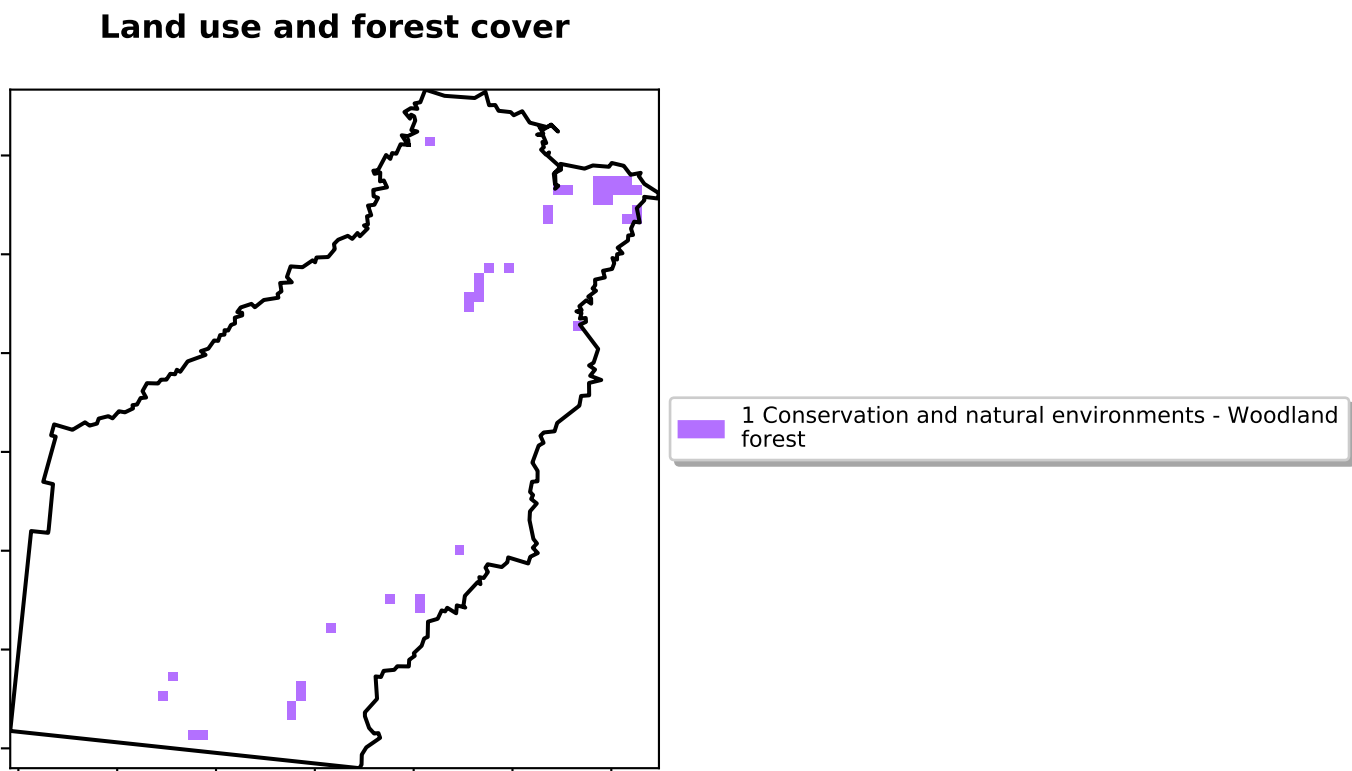 Land use and forest cover
1 Conservation and natural environments - Woodland
forest